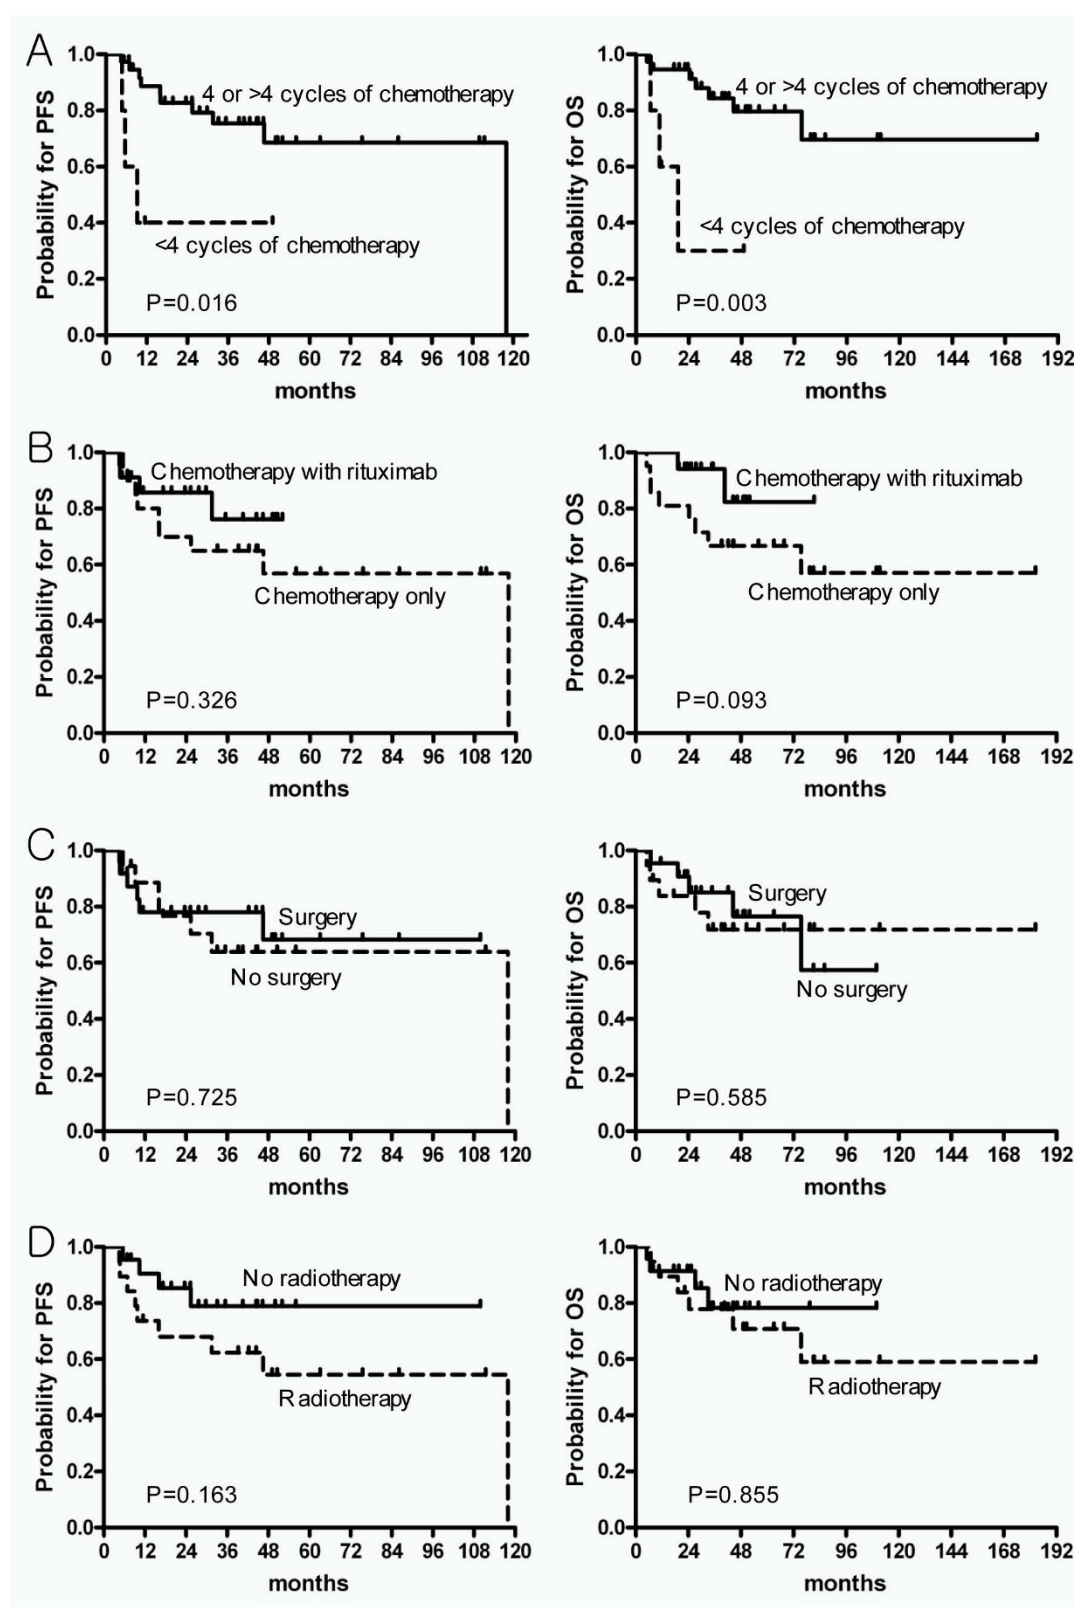 A
Probability for PFS
1.0
0.8
0.6
0.4
0.2
0.0
4 or >4 cycles of chemotherapy
<4 cycles of chemotherapy
P=0.016
0 12 24 36 48 60 72 84 96 108 120
months
Probability for OS
1.0
0.8
0.6
0.4
0.2
0.0
4 or >4 cycles of chemotherapy
<4 cycles of chemotherapy
P=0.003
0 24 48 72 96 120 144 168 192
months
B
Probability for PFS
1.0
0.8
0.6
0.4
0.2
0.0
Chemotherapy with rituximab
Chemotherapy only
P=0.326
0 12 24 36 48 60 72 84 96 108 120
months
Probability for OS
1.0
0.8
0.6
0.4
0.2
0.0
Chemotherapy with rituximab
Chemotherapy only
P=0.093
0 24 48 72 96 120 144 168 192
months
C
Probability for PFS
1.0
0.8
0.6
0.4
0.2
0.0
Surgery
No surgery
P=0.725
0 12 24 36 48 60 72 84 96 108 120
months
Probability for OS
1.0
0.8
0.6
0.4
0.2
0.0
Surgery
No surgery
P=0.585
0 24 48 72 96 120 144 168 192
months
D
Probability for PFS
1.0
0.8
0.6
0.4
0.2
0.0
No radiotherapy
Radiotherapy
P=0.163
0 12 24 36 48 60 72 84 96 108 120
months
Probability for OS
1.0
0.8
0.6
0.4
0.2
0.0
No radiotherapy
Radiotherapy
P=0.855
0 24 48 72 96 120 144 168 192
months